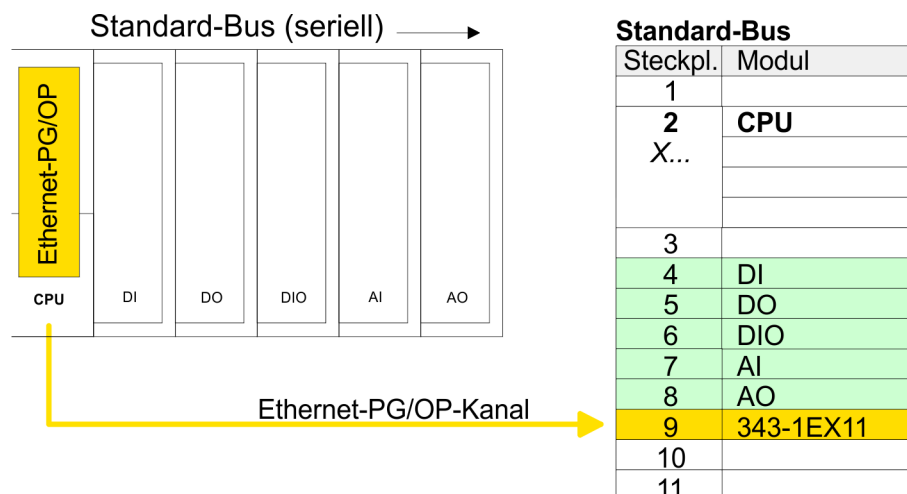 Standard-Bus (seriell)
Ethernet-PG/OP
CPU
DI
DO
DIO
AI
AO
Ethernet-PG/OP-Kanal
Standard-Bus
Steckpl. Modul
1
2 CPU
X...
3
4 DI
5 DO
6 DIO
7 AI
8 AO
9 343-1EX11
10
11